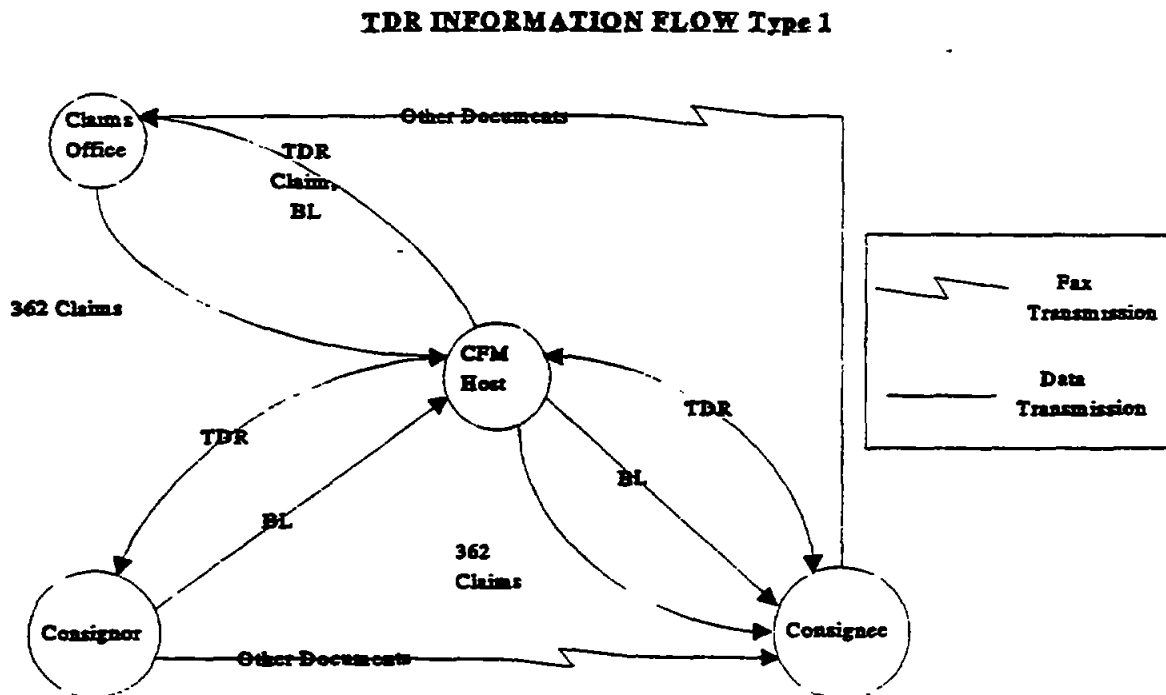 TDR INFORMATION FLOW Type 1
Claims
Office
Other Documents
TDR
Claim,
BL
362 Claims
Fax
Transmission
CFM
Host
Data
Transmission
TDR
TDR
BL
BL
362
Claims
Consignor
Consignee
Other Documents